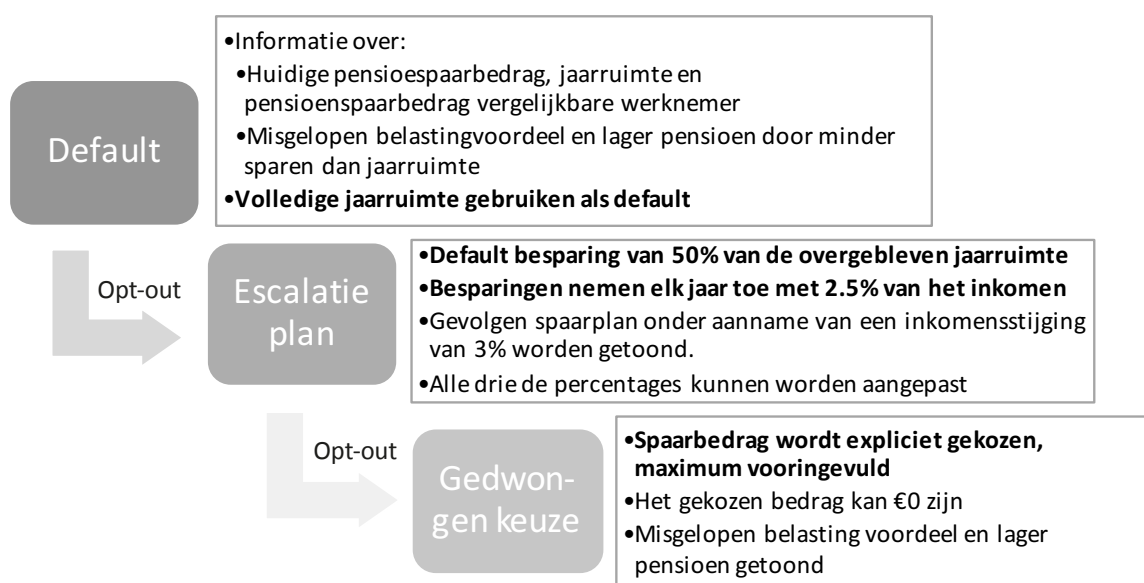 Default
•Informatie over:
•Huidige pensioespaarbedrag, jaarruimte en
pensioenspaarbedrag vergelijkbare werknemer
•Misgelopen belastingvoordeel en lager pensioen door minder
sparen dan jaarruimte
•Volledige jaarruimte gebruiken als default
Opt-out
Escalatie
plan
•Default besparing van 50% van de overgebleven jaarruimte
•Besparingen nemen elk jaar toe met 2.5% van het inkomen
•Gevolgen spaarplan onder aanname van een inkomensstijging
van 3% worden getoond.
•Alle drie de percentages kunnen worden aangepast
Opt-out
Gedwon-
gen keuze
•Spaarbedrag wordt expliciet gekozen,
maximum vooringevuld
•Het gekozen bedrag kan €0 zijn
•Misgelopen belasting voordeel en lager
pensioen getoond